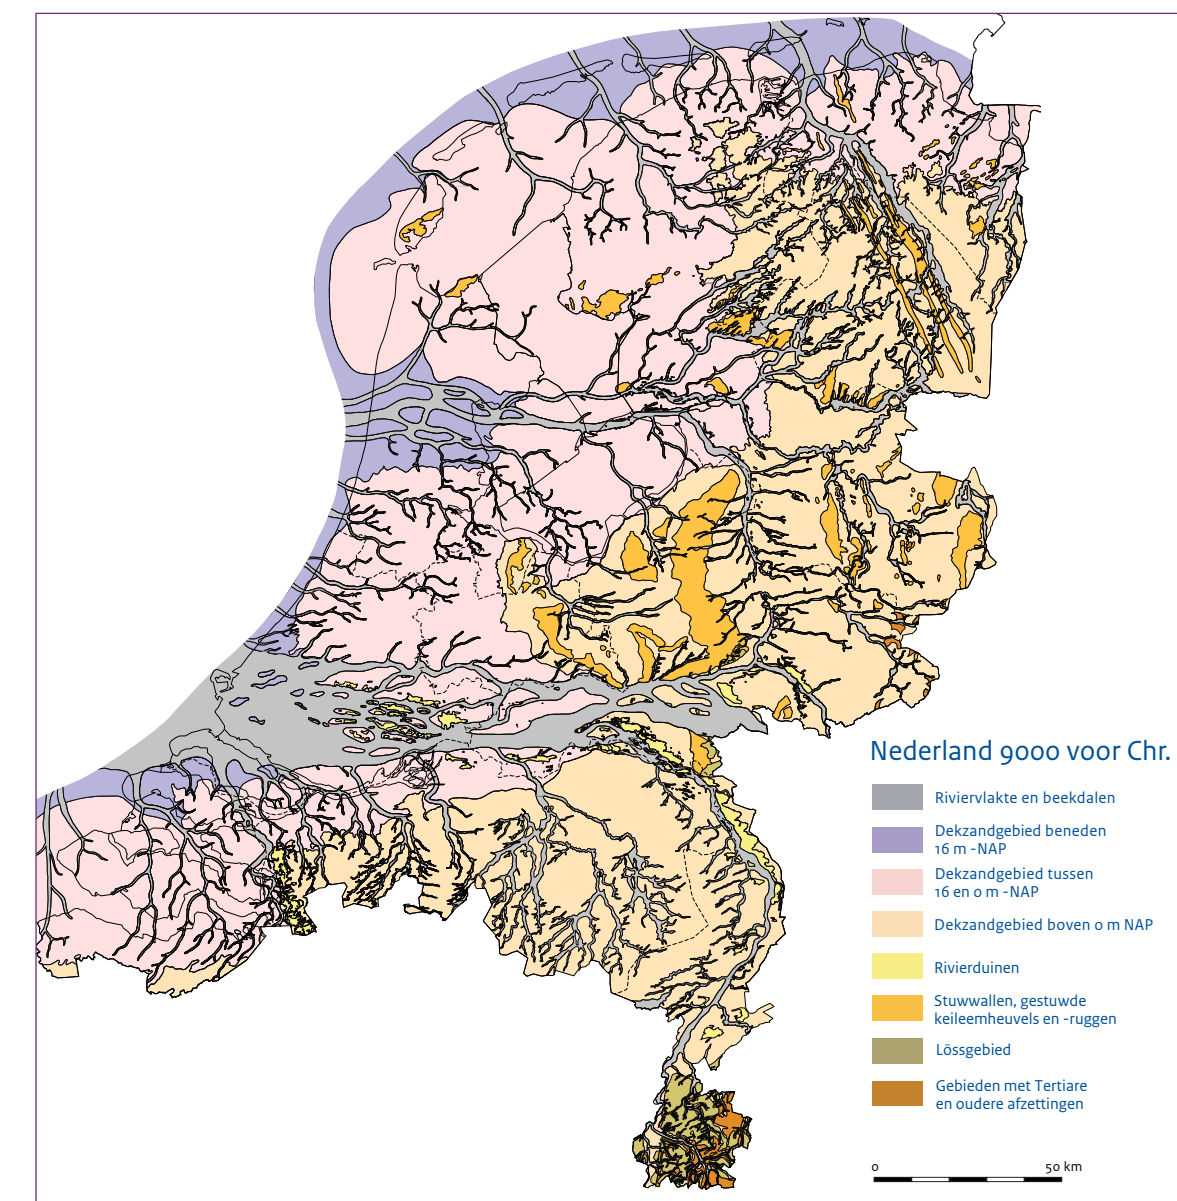 Nederland 9000 voor Chr.
Riviervlakte en beekdalen
Dekzandgebied beneden
16 m -NAP
Dekzandgebied tussen
16 en 0 m -NAP
Dekzandgebied boven 0 m NAP
Rivierduinen
Stuwwallen, gestuwde
keileemheuvels en -ruggen
Lössgebied
Gebieden met Tertiare
en oudere afzettingen
0 50 km